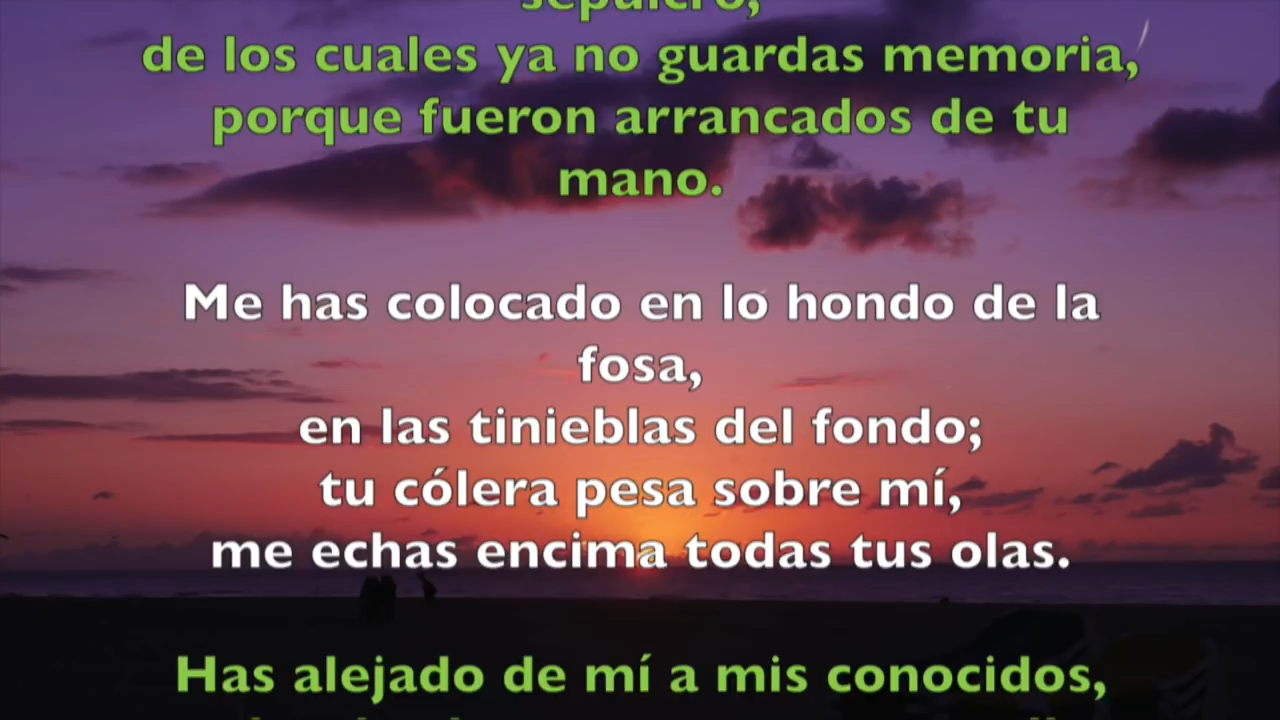 sepulcro,
de los cuales ya no guardas memoria,
porque fueron arrancados de tu
mano.
Me has colocado en lo hondo de la
fosa,
en las tinieblas del fondo;
tu cólera pesa sobre mí,
me echas encima todas tus olas.
Has alejado de mí a mis conocidos,